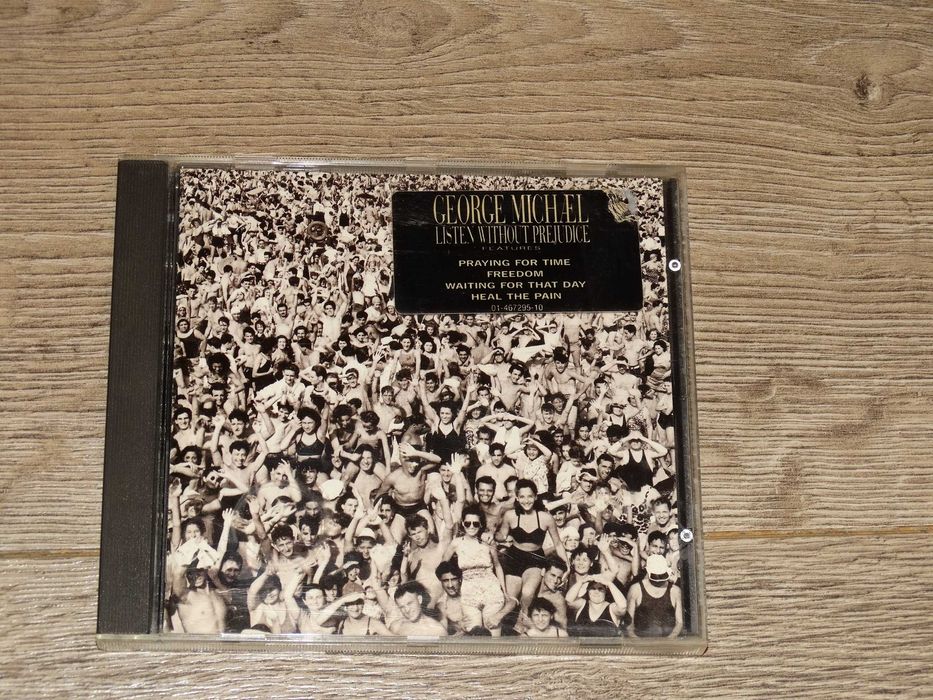 GEORGE MICHÆL
LISTEN WITHOUT PREJUDICE
FEATURES
PRAYING FOR TIME
FREEDOM
WAITING FOR THAT DAY
HEAL THE PAIN
01-467295-10